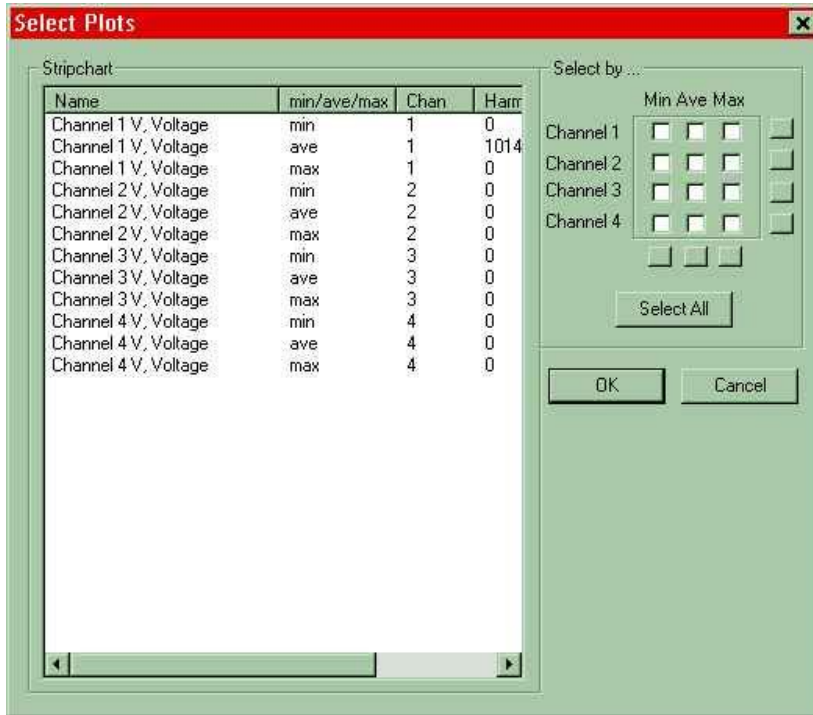 Select Plots
Stripchart
Name min/ave/max Chan Harm
Channel 1 V, Voltage min 1 0
Channel 1 V, Voltage ave 1 1014
Channel 1 V, Voltage max 1 0
Channel 2 V, Voltage min 2 0
Channel 2 V, Voltage ave 2 0
Channel 2 V, Voltage max 2 0
Channel 3 V, Voltage min 3 0
Channel 3 V, Voltage ave 3 0
Channel 3 V, Voltage max 3 0
Channel 4 V, Voltage min 4 0
Channel 4 V, Voltage ave 4 0
Channel 4 V, Voltage max 4 0
Select by ...
Min Ave Max
Channel 1
Channel 2
Channel 3
Channel 4
Select All
OK Cancel